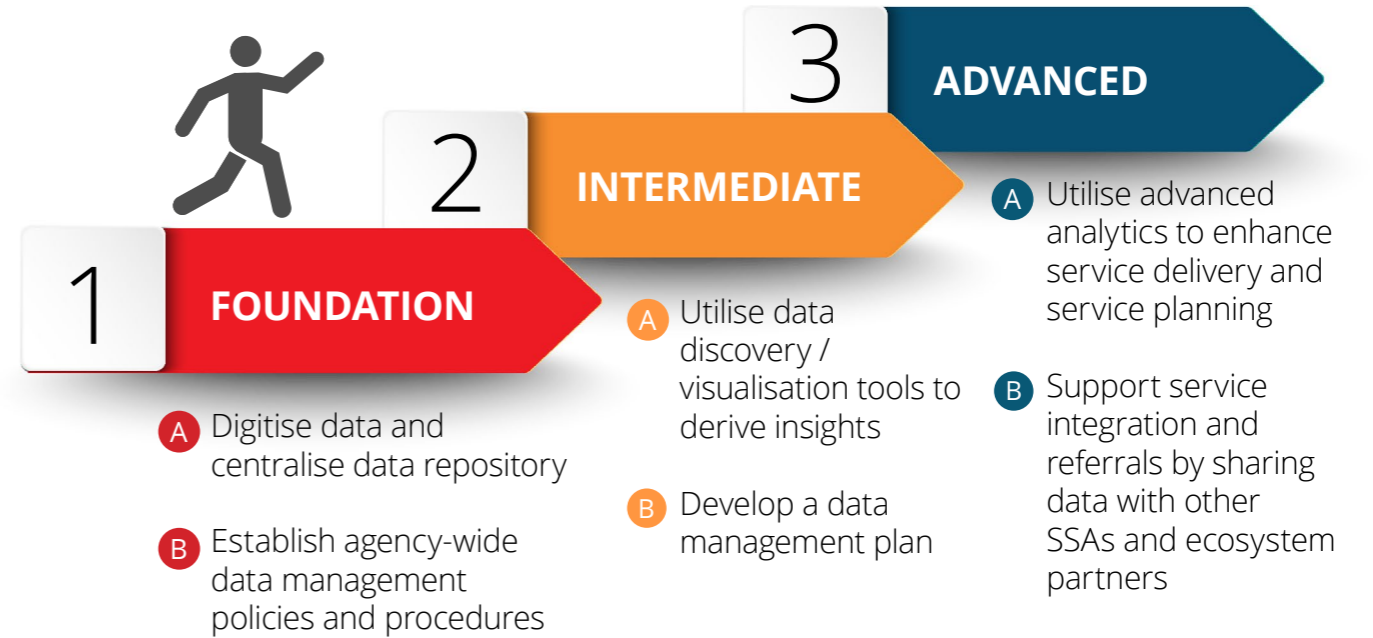 1
FOUNDATION
A Digitise data and
centralise data repository
B Establish agency-wide
data management
policies and procedures
2
INTERMEDIATE
A Utilise data
discovery /
visualisation tools to
derive insights
B Develop a data
management plan
3
ADVANCED
A Utilise advanced
analytics to enhance
service delivery and
service planning
B Support service
integration and
referrals by sharing
data with other
SSAs and ecosystem
partners